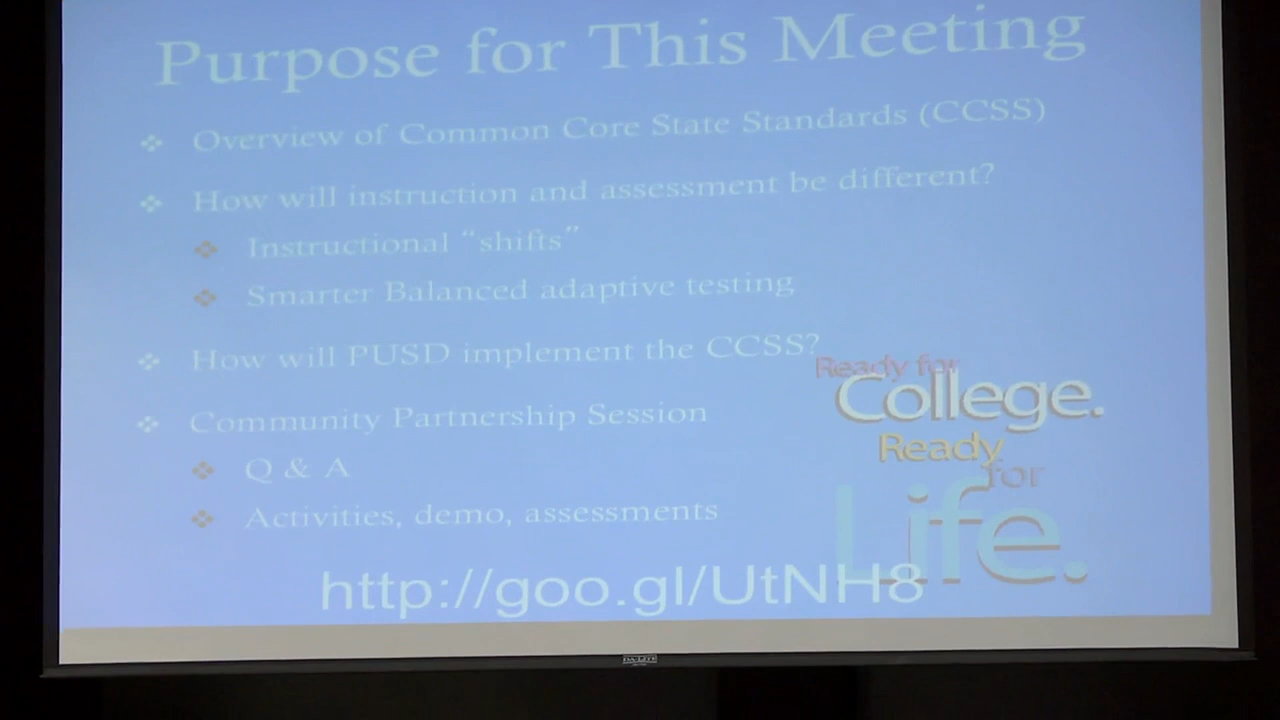 Purpose for This Meeting
Overview of Common Core State Standards (CCSS)
How will instruction and assessment be different?
Instructional “shifts”
Smarter Balanced adaptive testing
How will PUSD implement the CCSS?
Community Partnership Session
Q & A
Activities, demo, assessments
Ready for
College.
Ready
for
Life.
http://goo.gl/UtNH8
DA-LITE